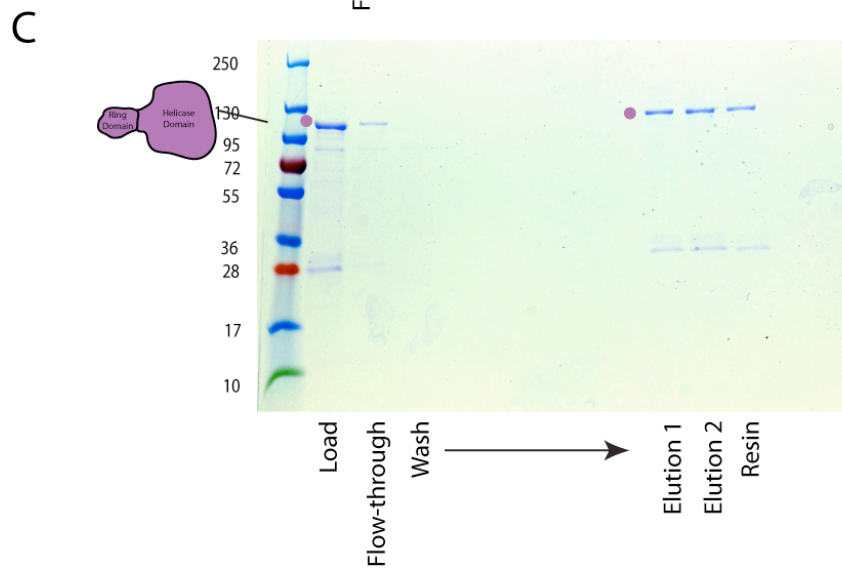 C
250
130
95
72
55
36
28
17
10
Ring
Domain
Helicase
Domain
Load
Flow-through
Wash
Elution 1
Elution 2
Resin